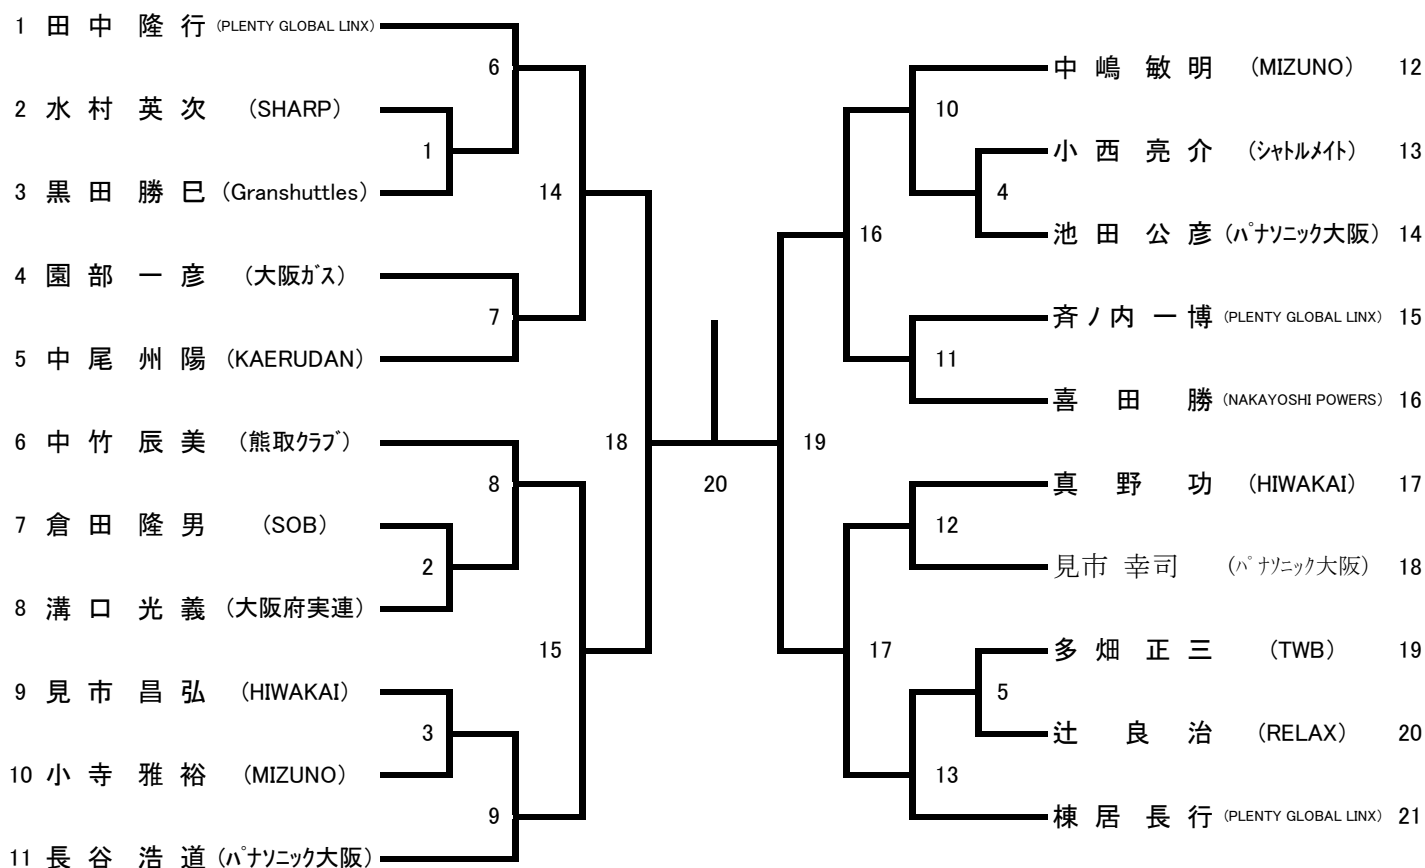 1 田中 隆行 (PLENTY GLOBAL LINX)
6
2 水村 英次 (SHARP)
1
3 黒田 勝巳 (Granshuttles)
14
4 園部 一彦 (大阪ガス)
7
5 中尾 州陽 (KAERUDAN)
18
6 中竹 辰美 (熊取クラブ)
8
7 倉田 隆男 (SOB)
2
8 溝口 光義 (大阪府実連)
15
9 見市 昌弘 (HIWAKAI)
3
10 小寺 雅裕 (MIZUNO)
9
11 長谷 浩道 (パナソニック大阪)
20
中嶋 敏明 (MIZUNO) 12
10
小西 亮介 (シャトルメイト) 13
4
池田 公彦 (パナソニック大阪) 14
16
斉ノ内 一博 (PLENTY GLOBAL LINX) 15
11
喜田 勝 (NAKAYOSHI POWERS) 16
19
真野 功 (HIWAKAI) 17
12
見市 幸司 (パナソニック大阪) 18
17
多畑 正三 (TWB) 19
5
辻 良治 (RELAX) 20
13
棟居 長行 (PLENTY GLOBAL LINX) 21